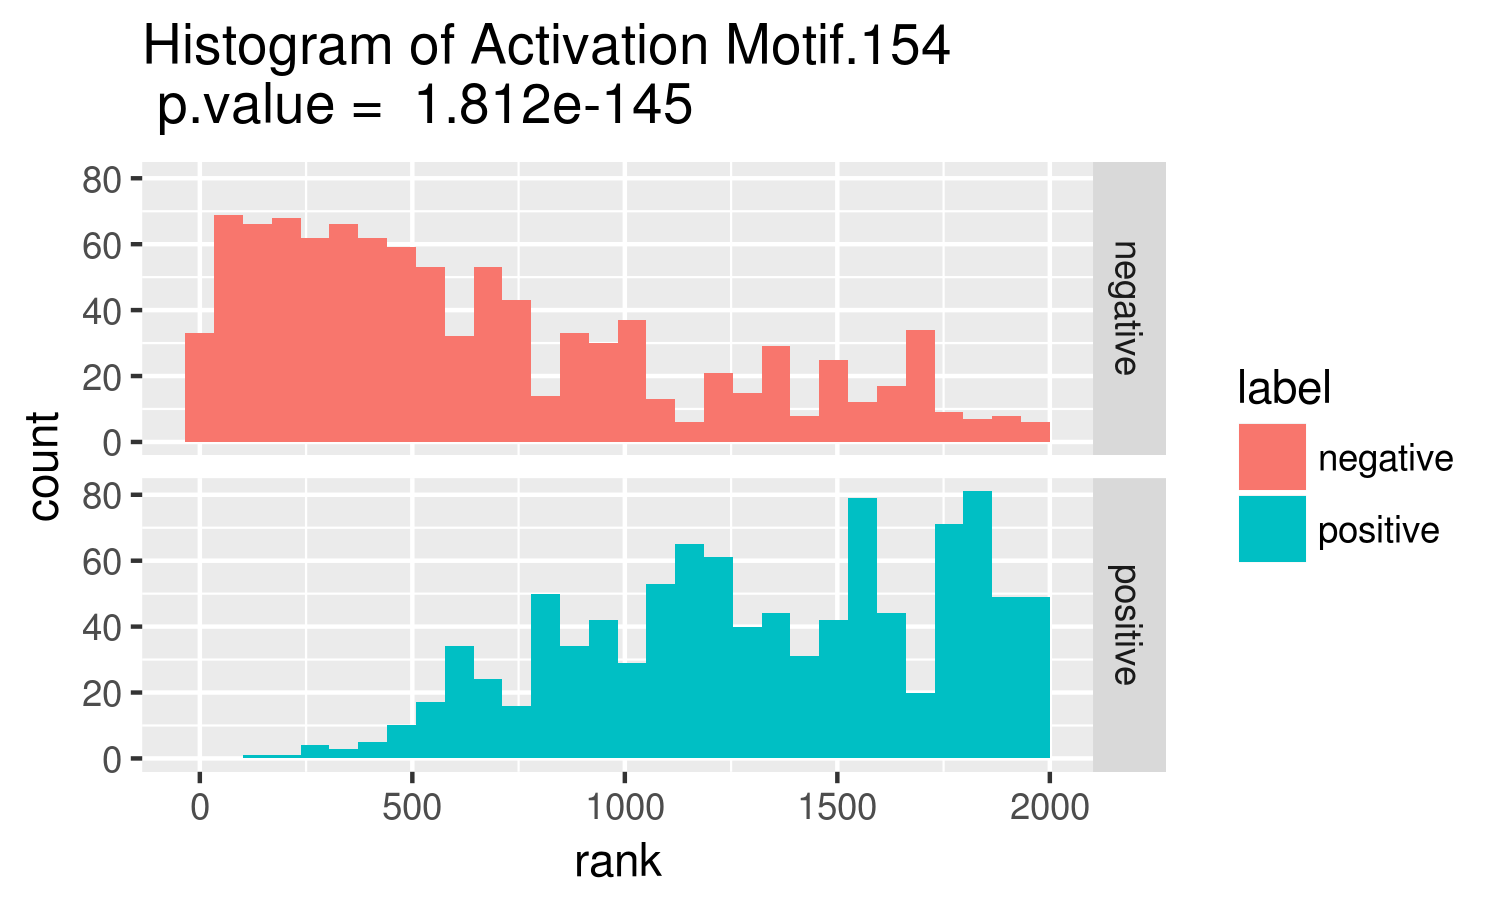 Histogram of Activation Motif.154
p.value = 1.812e-145
80
60
40
20
0
negative
80
60
40
20
0
positive
count
0 500 1000 1500 2000
rank
label
negative
positive